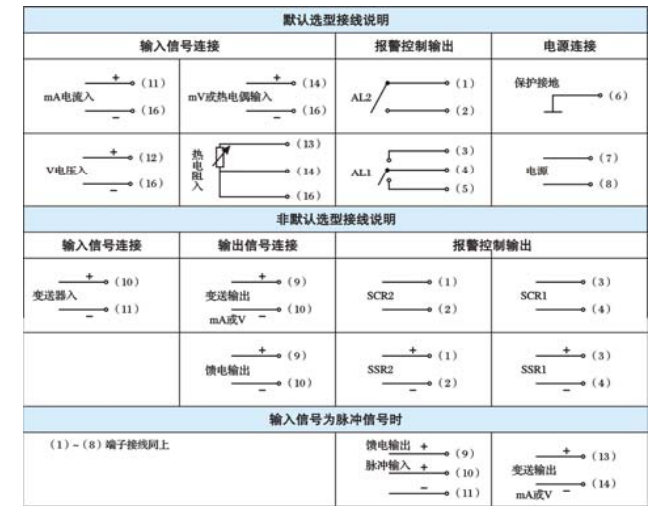 默认选型接线说明
输入信号连接 报警控制输出 电源连接
mA电流入 + (11) - (16)
mV或热电偶输入 + (14) - (16)
AL2 (1) (2)
保护接地 (6)
V电压入 + (12) - (16)
热电阻入 (13) (14) (16)
AL1 (3) (4) (5)
电源 (7) (8)
非默认选型接线说明
输入信号连接 输出信号连接 报警控制输出
变送器入 + (10) - (11)
变送输出 mA或V + (9) - (10)
SCR2 (1) (2)
SCR1 (3) (4)
馈电输出 + (9) - (10)
SSR2 + (1) - (2)
SSR1 + (3) - (4)
输入信号为脉冲信号时
(1)~(8)端子接线同上
馈电输出 + (9)
脉冲输入 + (10)
- (11)
变送输出 mA或V + (13) - (14)